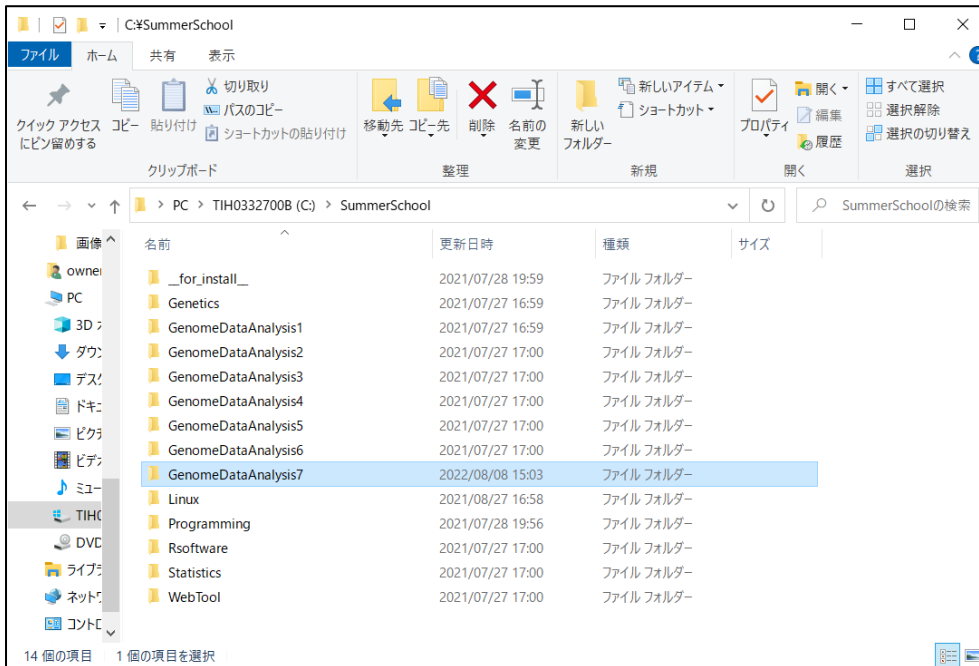 C:¥SummerSchool
ファイル ホーム 共有 表示
クイック アクセス
にピン留めする
コピー
貼り付け
切り取り
パスのコピー
ショートカットの貼り付け
クリップボード
移動先
コピー先
削除
名前の
変更
整理
新しい
フォルダー
新しいアイテム
ショートカット
新規
プロパティ
開く
編集
履歴
開く
すべて選択
選択解除
選択の切り替え
選択
PC > TIH0332700B (C:) > SummerSchool
SummerSchoolの検索
画像
owner
PC
3D
ダウン
デスク
ドキュ
ピクチ
ビデオ
ミュー
TIH0
DVD
ライブラ
ネットワ
コントロ
名前 更新日時 種類 サイズ
__for_install__ 2021/07/28 19:59 ファイル フォルダー
Genetics 2021/07/27 16:59 ファイル フォルダー
GenomeDataAnalysis1 2021/07/27 16:59 ファイル フォルダー
GenomeDataAnalysis2 2021/07/27 17:00 ファイル フォルダー
GenomeDataAnalysis3 2021/07/27 17:00 ファイル フォルダー
GenomeDataAnalysis4 2021/07/27 17:00 ファイル フォルダー
GenomeDataAnalysis5 2021/07/27 17:00 ファイル フォルダー
GenomeDataAnalysis6 2021/07/27 17:00 ファイル フォルダー
GenomeDataAnalysis7 2022/08/08 15:03 ファイル フォルダー
Linux 2021/08/27 16:58 ファイル フォルダー
Programming 2021/07/28 19:56 ファイル フォルダー
Rsoftware 2021/07/27 17:00 ファイル フォルダー
Statistics 2021/07/27 17:00 ファイル フォルダー
WebTool 2021/07/27 17:00 ファイル フォルダー
14 個の項目 1 個の項目を選択